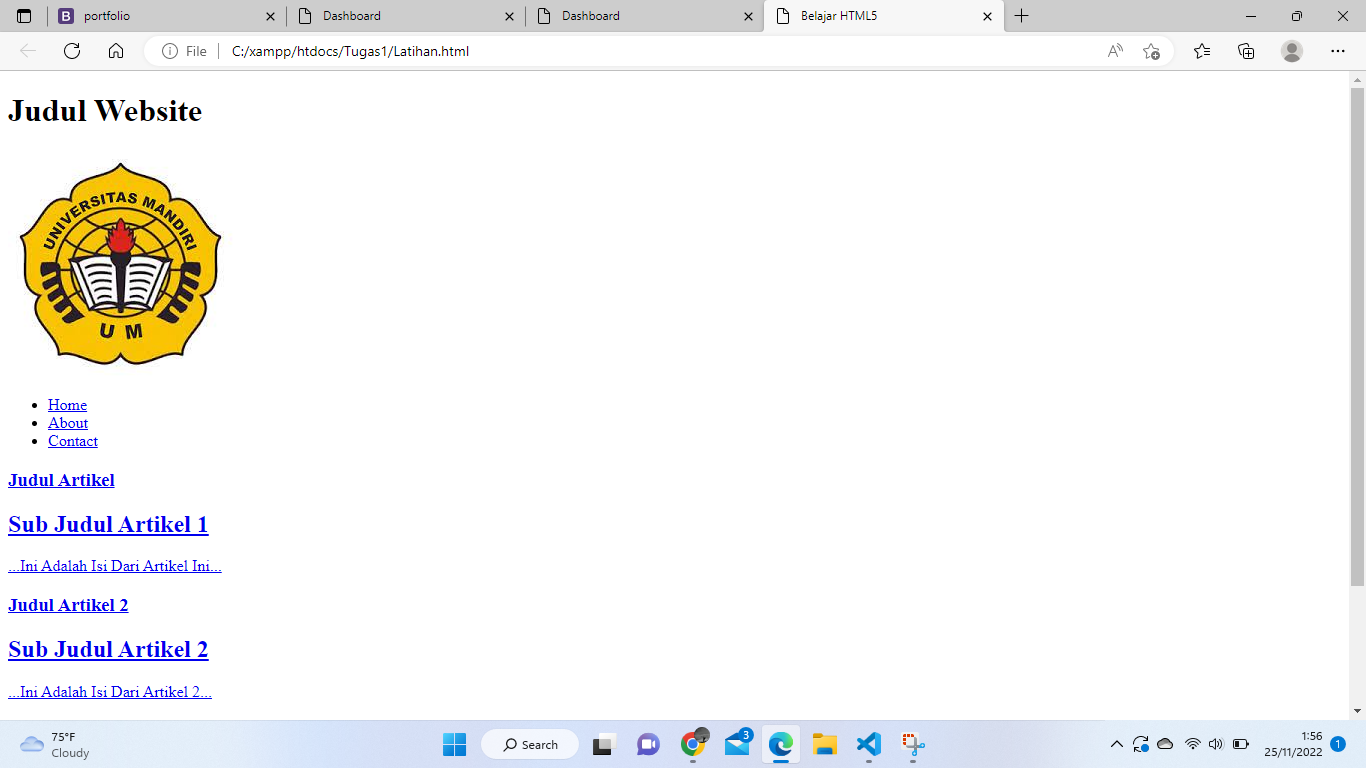 portfolio
Dashboard
Dashboard
Belajar HTML5
File
C:/xampp/htdocs/Tugas1/Latihan.html
Judul Website
UNIVERSITAS MANDIRI
U M
Home
About
Contact
Judul Artikel
Sub Judul Artikel 1
...Ini Adalah Isi Dari Artikel Ini...
Judul Artikel 2
Sub Judul Artikel 2
...Ini Adalah Isi Dari Artikel 2...
75°F
Cloudy
Search
3
1:56
25/11/2022
1